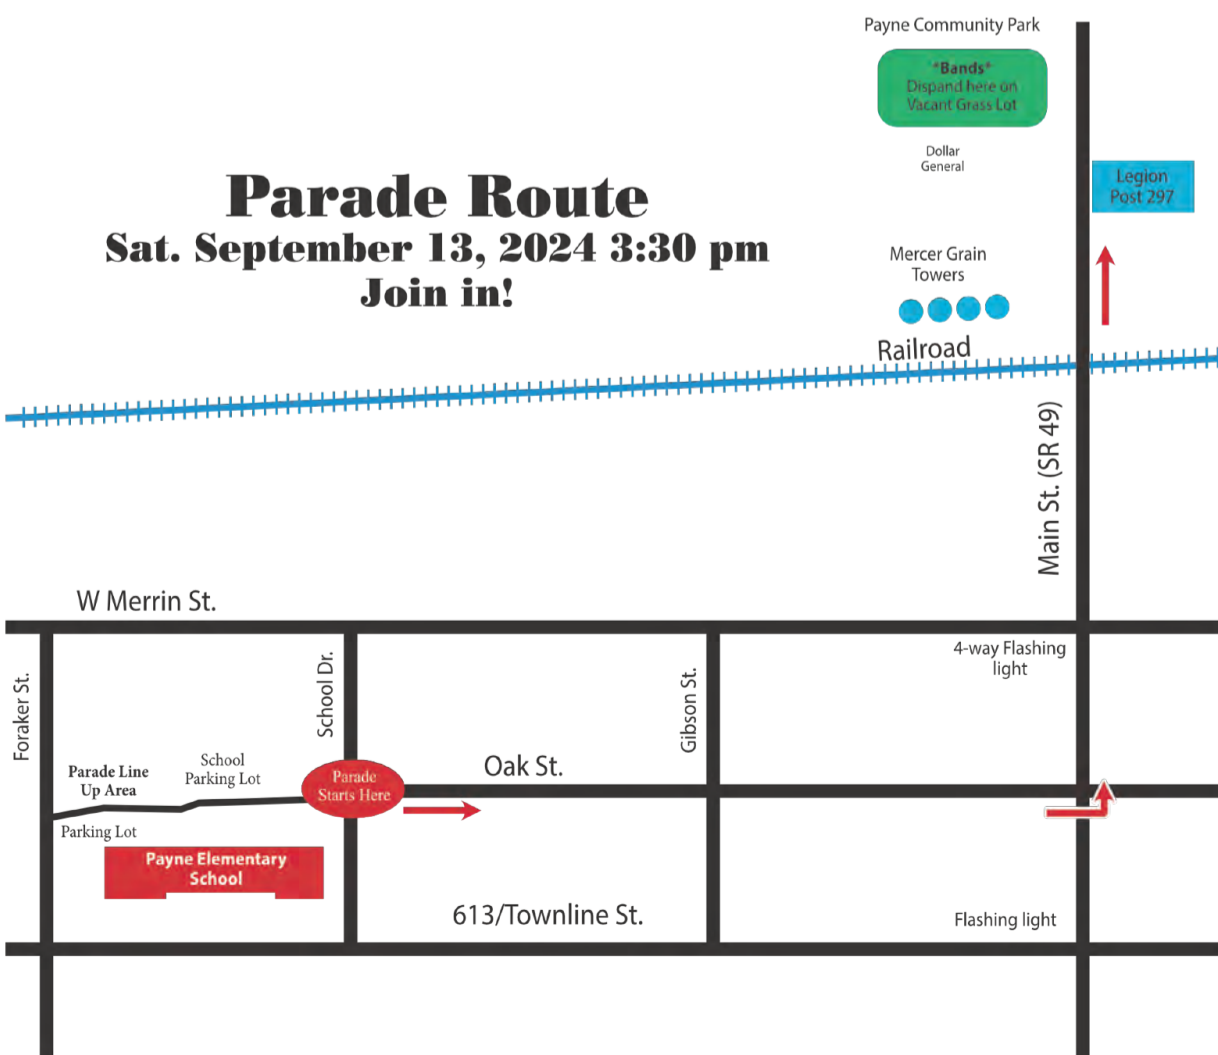 Payne Community Park
*Bands*
Dispand here on
Vacant Grass Lot
Dollar
General
Legion
Post 297
Parade Route
Sat. September 13, 2024 3:30 pm
Join in!
Mercer Grain
Towers
Railroad
Main St. (SR 49)
W Merrin St.
4-way Flashing
light
Foraker St.
School Dr.
Gibson St.
Oak St.
School
Parking Lot
Parade Line
Up Area
Parade
Starts Here
Parking Lot
Payne Elementary
School
613/Townline St.
Flashing light